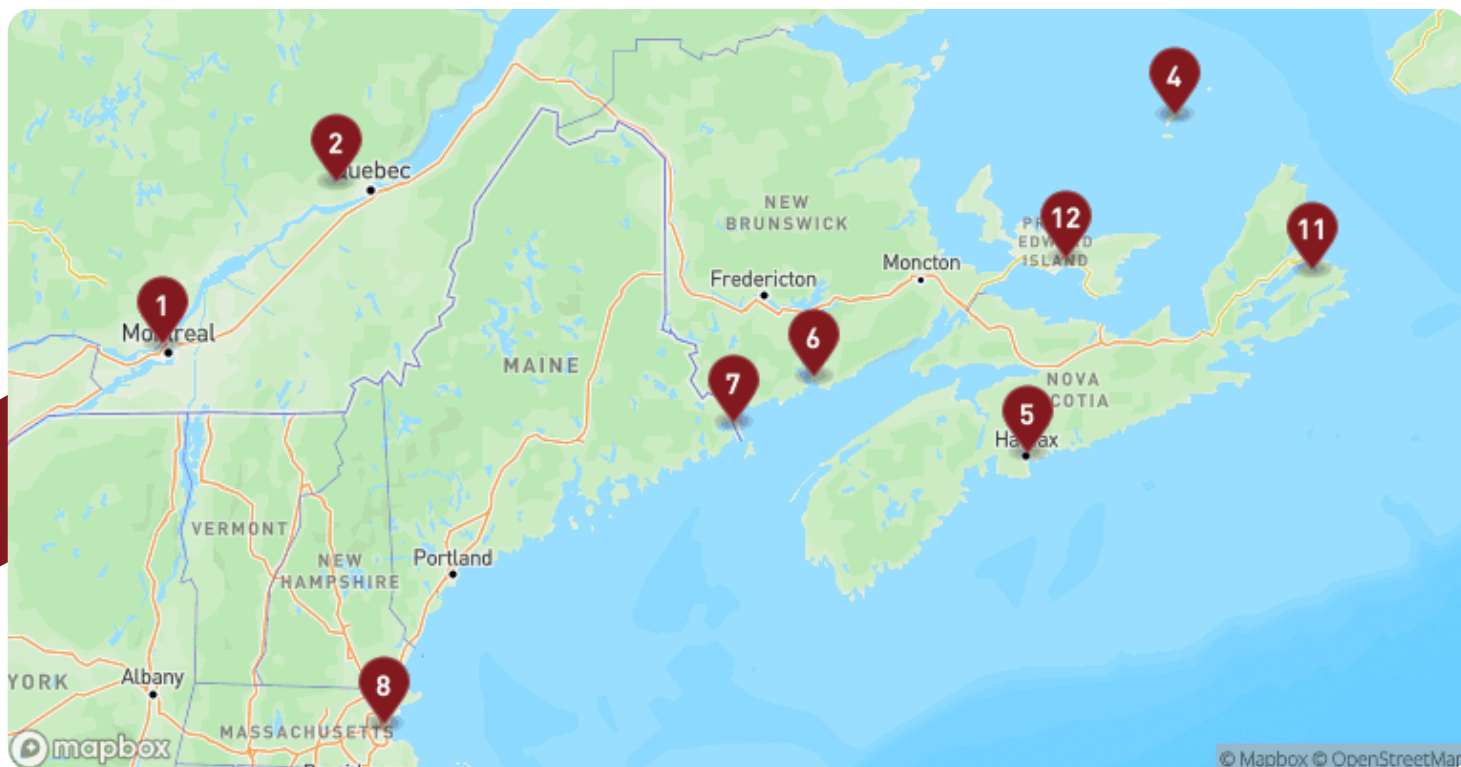 4
2
Quebec
NEW
BRUNSWICK
12
PR
EDWARD
ISLAND
11
Moncton
Fredericton
1
Montreal
6
MAINE
7
NOVA
SCOTIA
5
Halifax
VERMONT
NEW
HAMPSHIRE
Portland
8
YORK
Albany
MASSACHUSETTS
mapbox
© Mapbox © OpenStreetMap